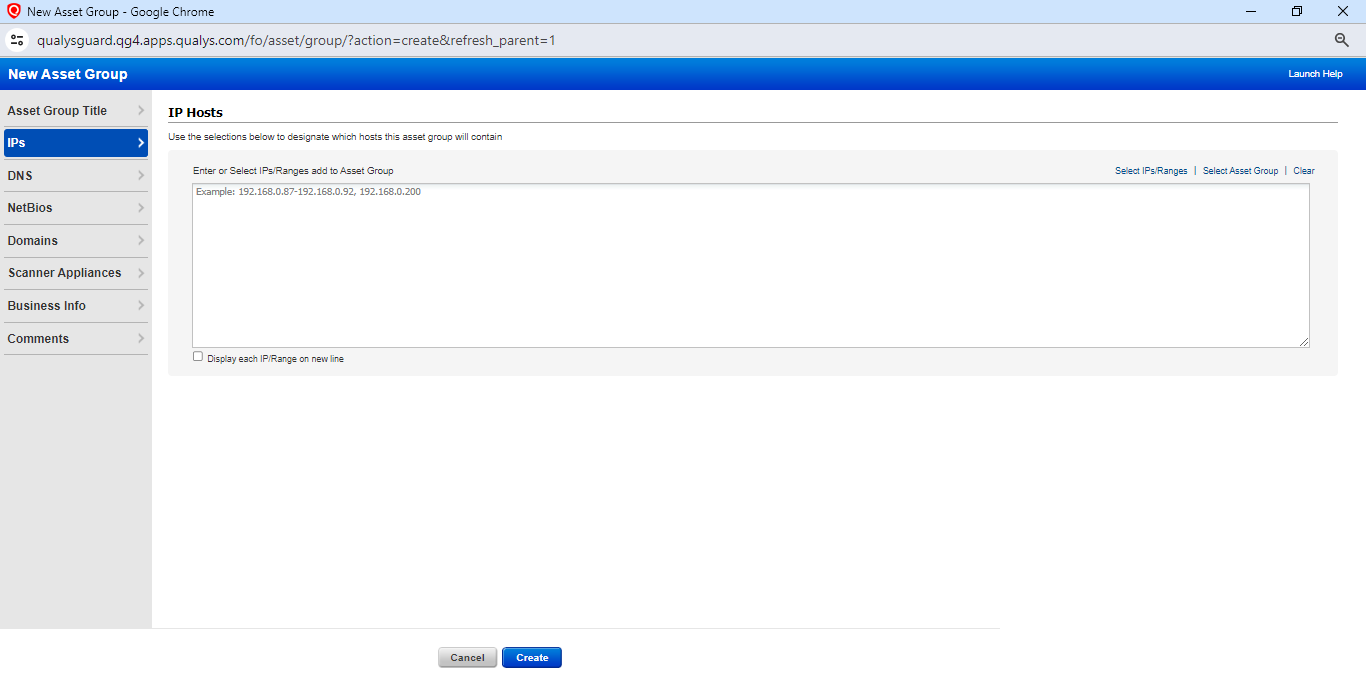 New Asset Group - Google Chrome
qualysguard.qg4.apps.qualys.com/fo/asset/group/?action=create&refresh_parent=1
New Asset Group
Launch Help
Asset Group Title
IPs
DNS
NetBios
Domains
Scanner Appliances
Business Info
Comments
IP Hosts
Use the selections below to designate which hosts this asset group will contain
Enter or Select IPs/Ranges add to Asset Group
Select IPs/Ranges | Select Asset Group | Clear
Example: 192.168.0.87-192.168.0.92, 192.168.0.200
Display each IP/Range on new line
Cancel
Create